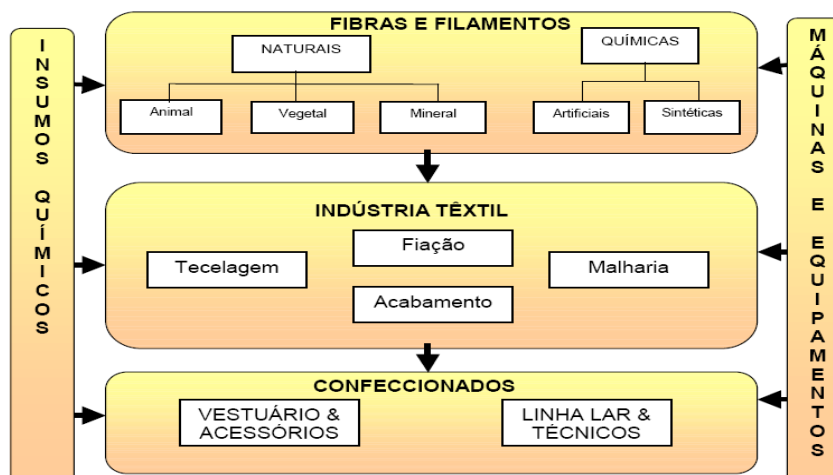 INSUMOS QUÍMICOS
FIBRAS E FILAMENTOS
NATURAIS
QUÍMICAS
Animal
Vegetal
Mineral
Artificiais
Sintéticas
INDÚSTRIA TÊXTIL
Fiação
Tecelagem
Malharia
Acabamento
CONFECCIONADOS
VESTUÁRIO &
ACESSÓRIOS
LINHA LAR &
TÉCNICOS
MÁQUINAS E EQUIPAMENTOS